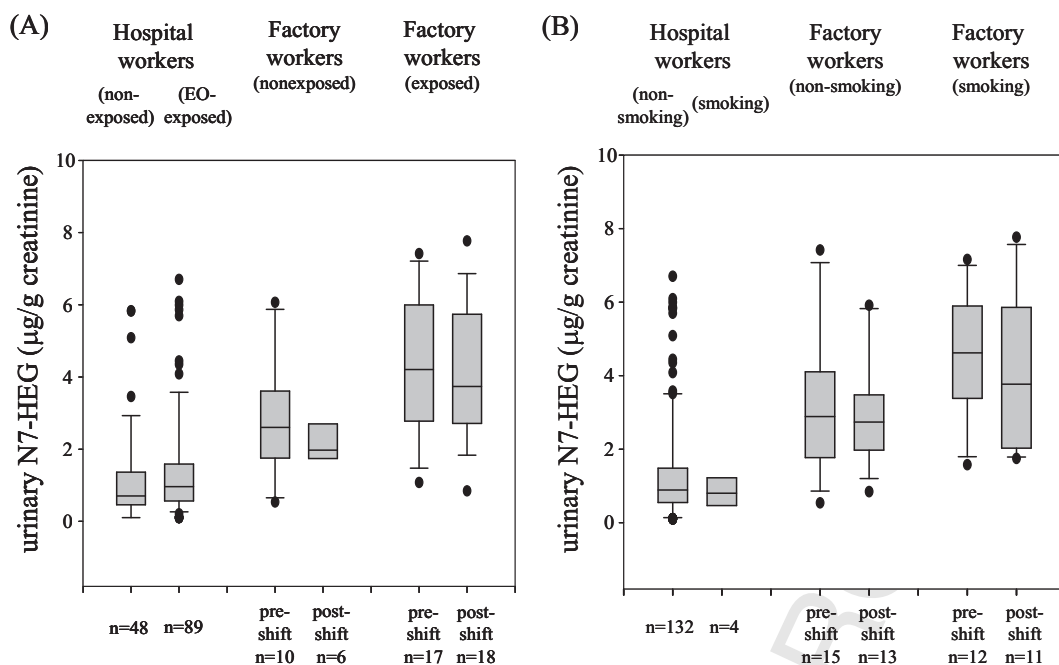 (A)
Hospital workers
(non-exposed)
(EO-exposed)
Factory workers
(nonexposed)
Factory workers
(exposed)
urinary N7-HEG (μg/g creatinine)
10
8
6
4
2
0
n=48
n=89
pre-shift
n=10
post-shift
n=6
pre-shift
n=17
post-shift
n=18
(B)
Hospital workers
(non-smoking)
(smoking)
Factory workers
(non-smoking)
Factory workers
(smoking)
urinary N7-HEG (μg/g creatinine)
10
8
6
4
2
0
n=132
n=4
pre-shift
n=15
post-shift
n=13
pre-shift
n=12
post-shift
n=11